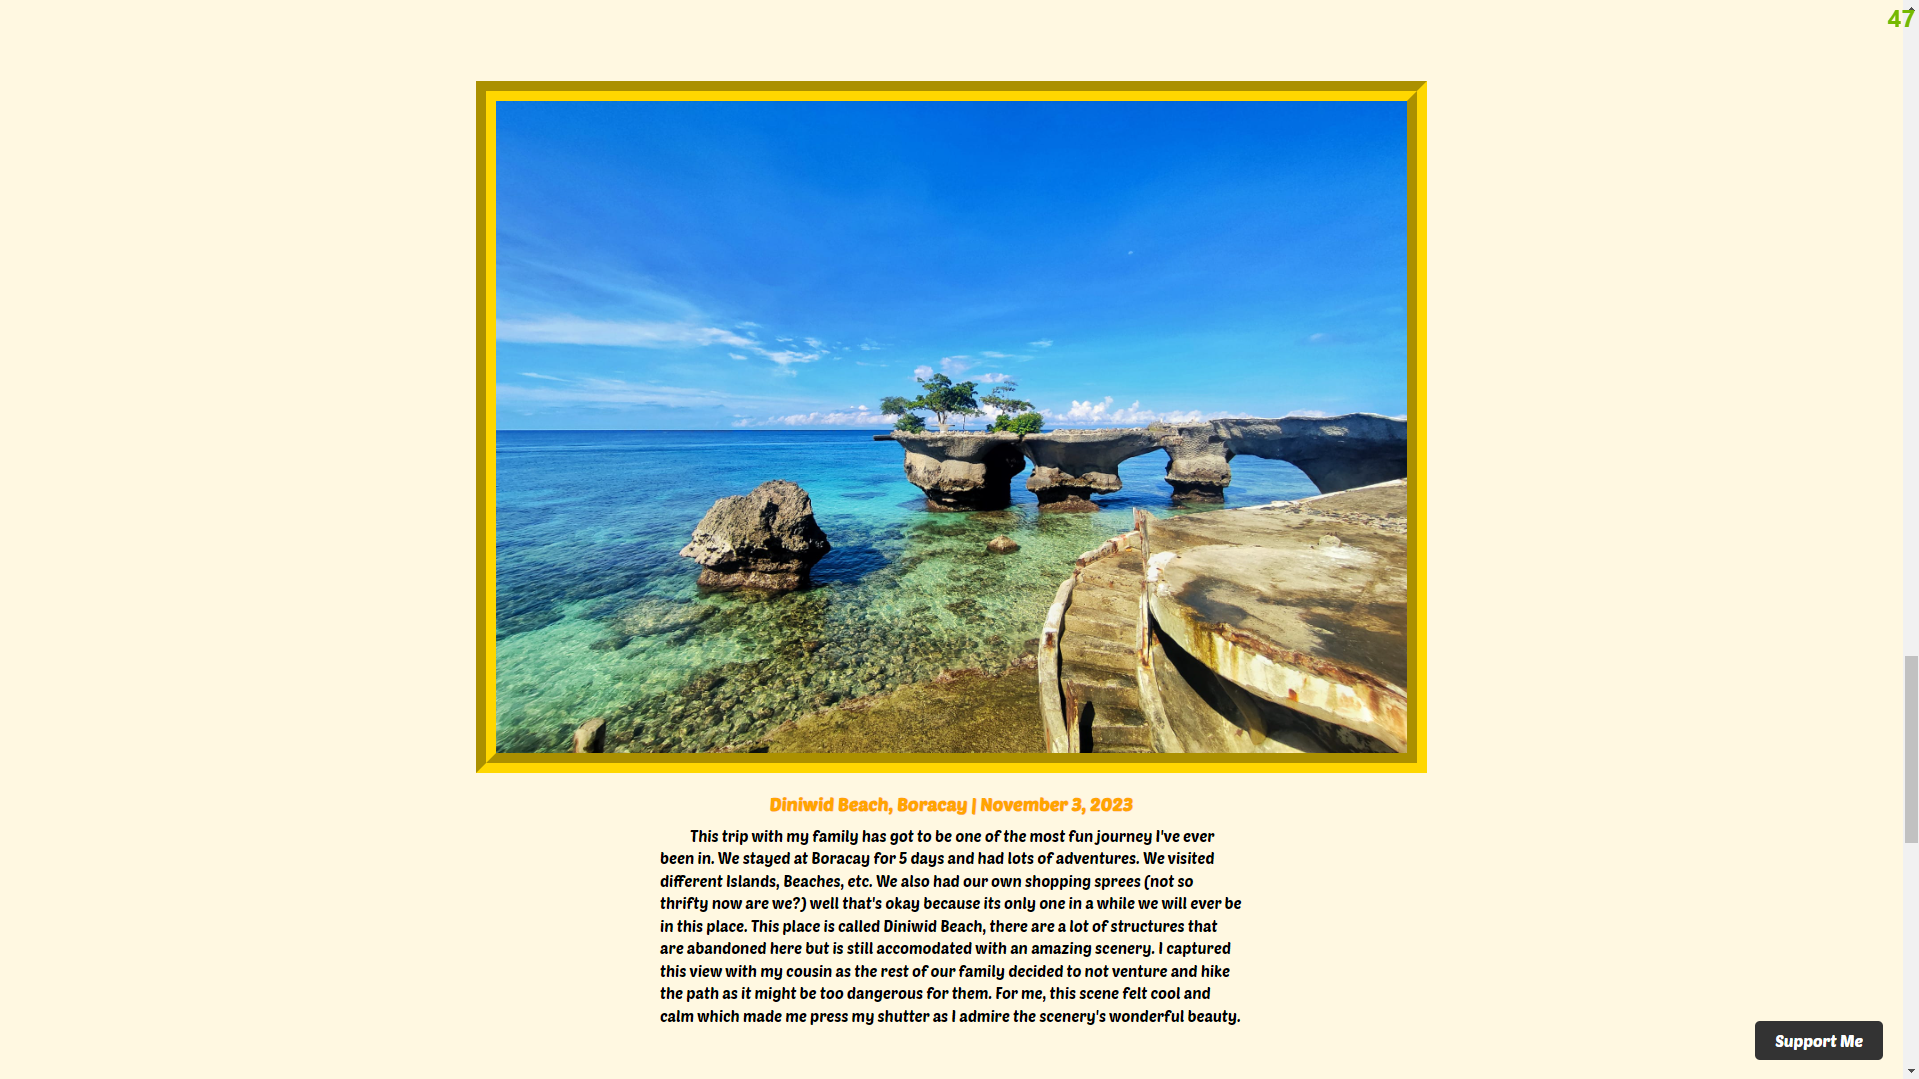 47
Diniwid Beach, Boracay | November 3, 2023
This trip with my family has got to be one of the most fun journey I've ever
been in. We stayed at Boracay for 5 days and had lots of adventures. We visited
different Islands, Beaches, etc. We also had our own shopping sprees (not so
thrifty now are we?) well that's okay because its only one in a while we will ever be
in this place. This place is called Diniwid Beach, there are a lot of structures that
are abandoned here but is still accomodated with an amazing scenery. I captured
this view with my cousin as the rest of our family decided to not venture and hike
the path as it might be too dangerous for them. For me, this scene felt cool and
calm which made me press my shutter as I admire the scenery's wonderful beauty.
Support Me